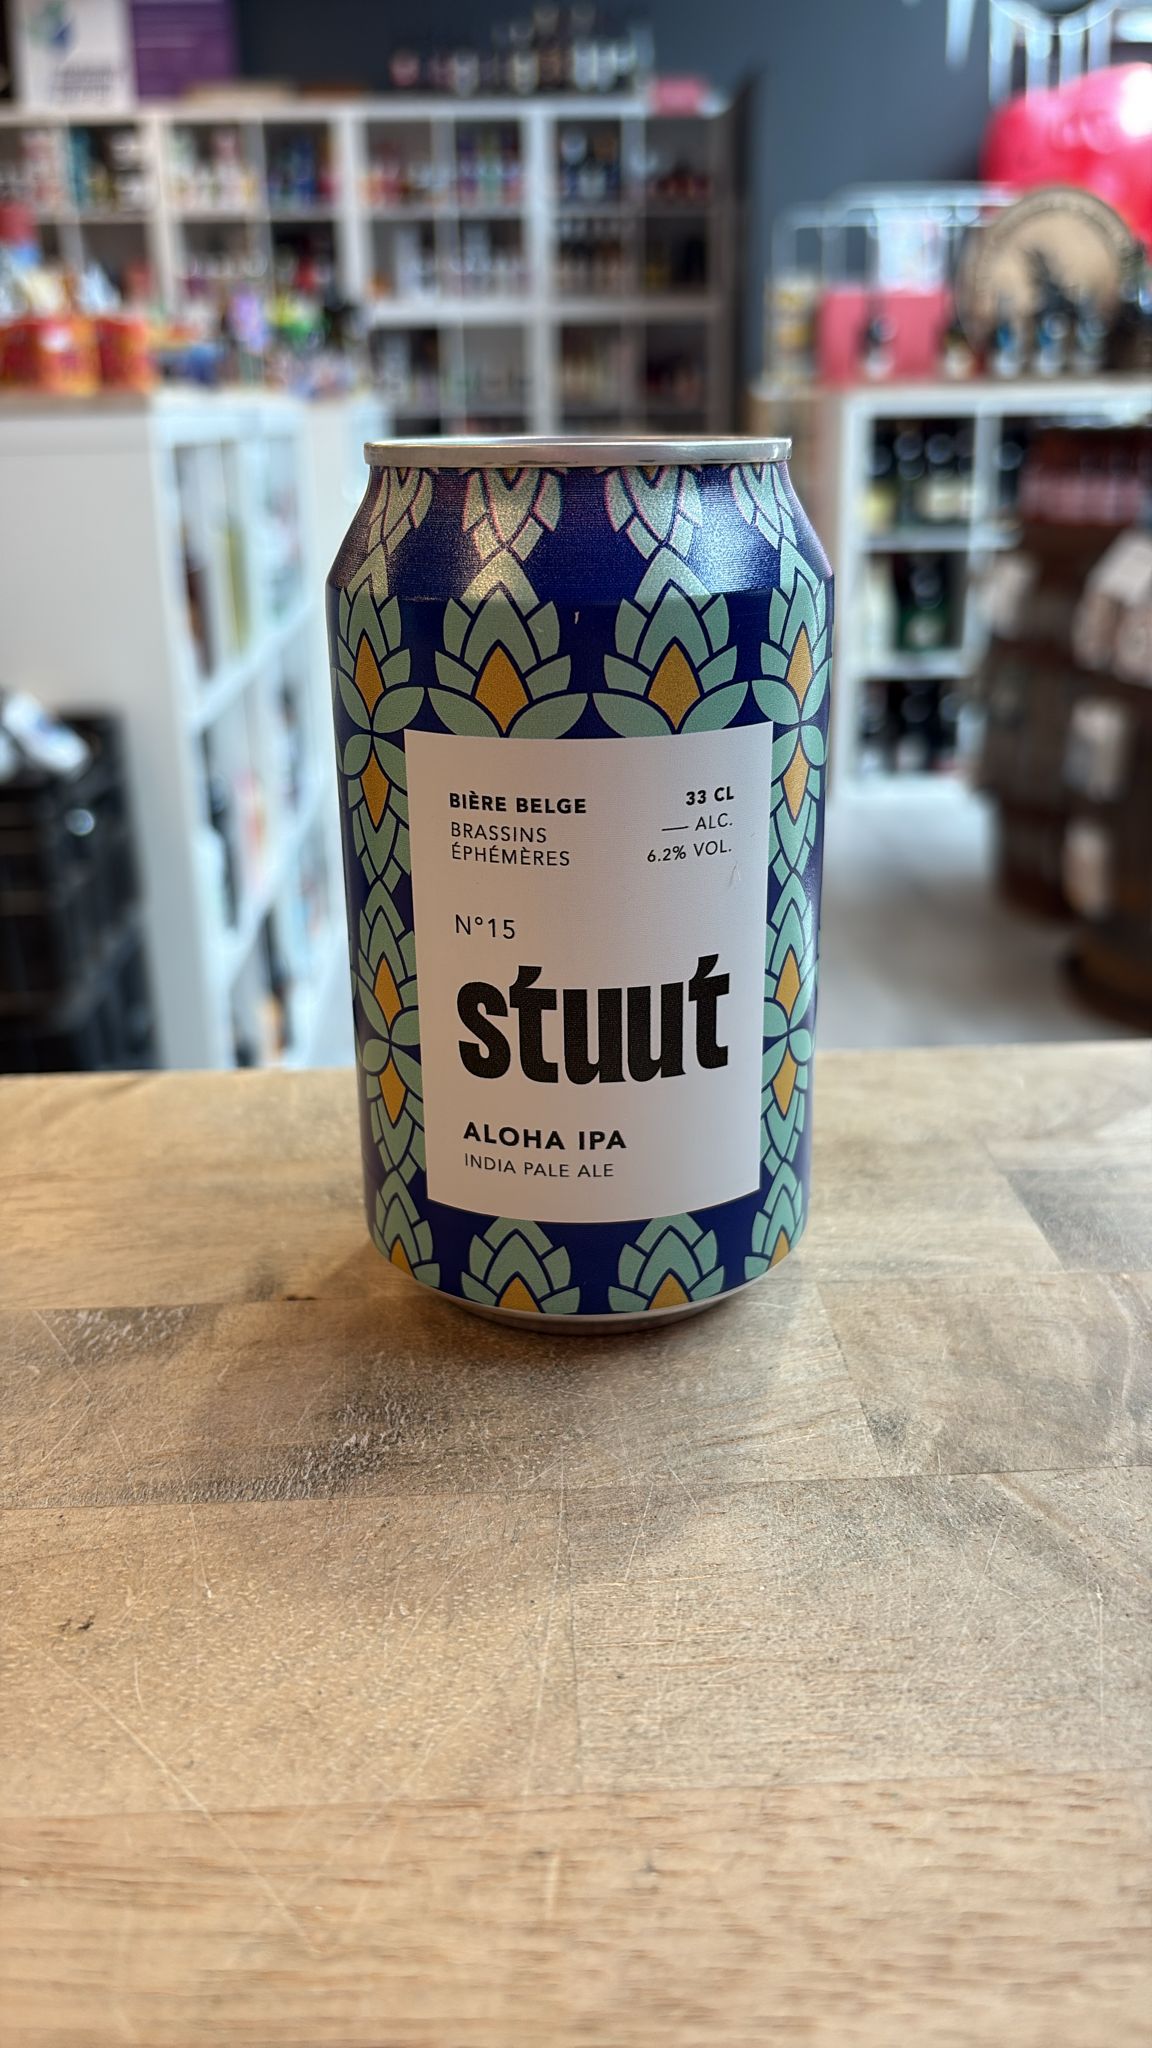 BIÈRE BELGE
BRASSINS
ÉPHÉMÈRES
33 CL
— ALC.
6.2% VOL.
N°15
stuut
ALOHA IPA
INDIA PALE ALE